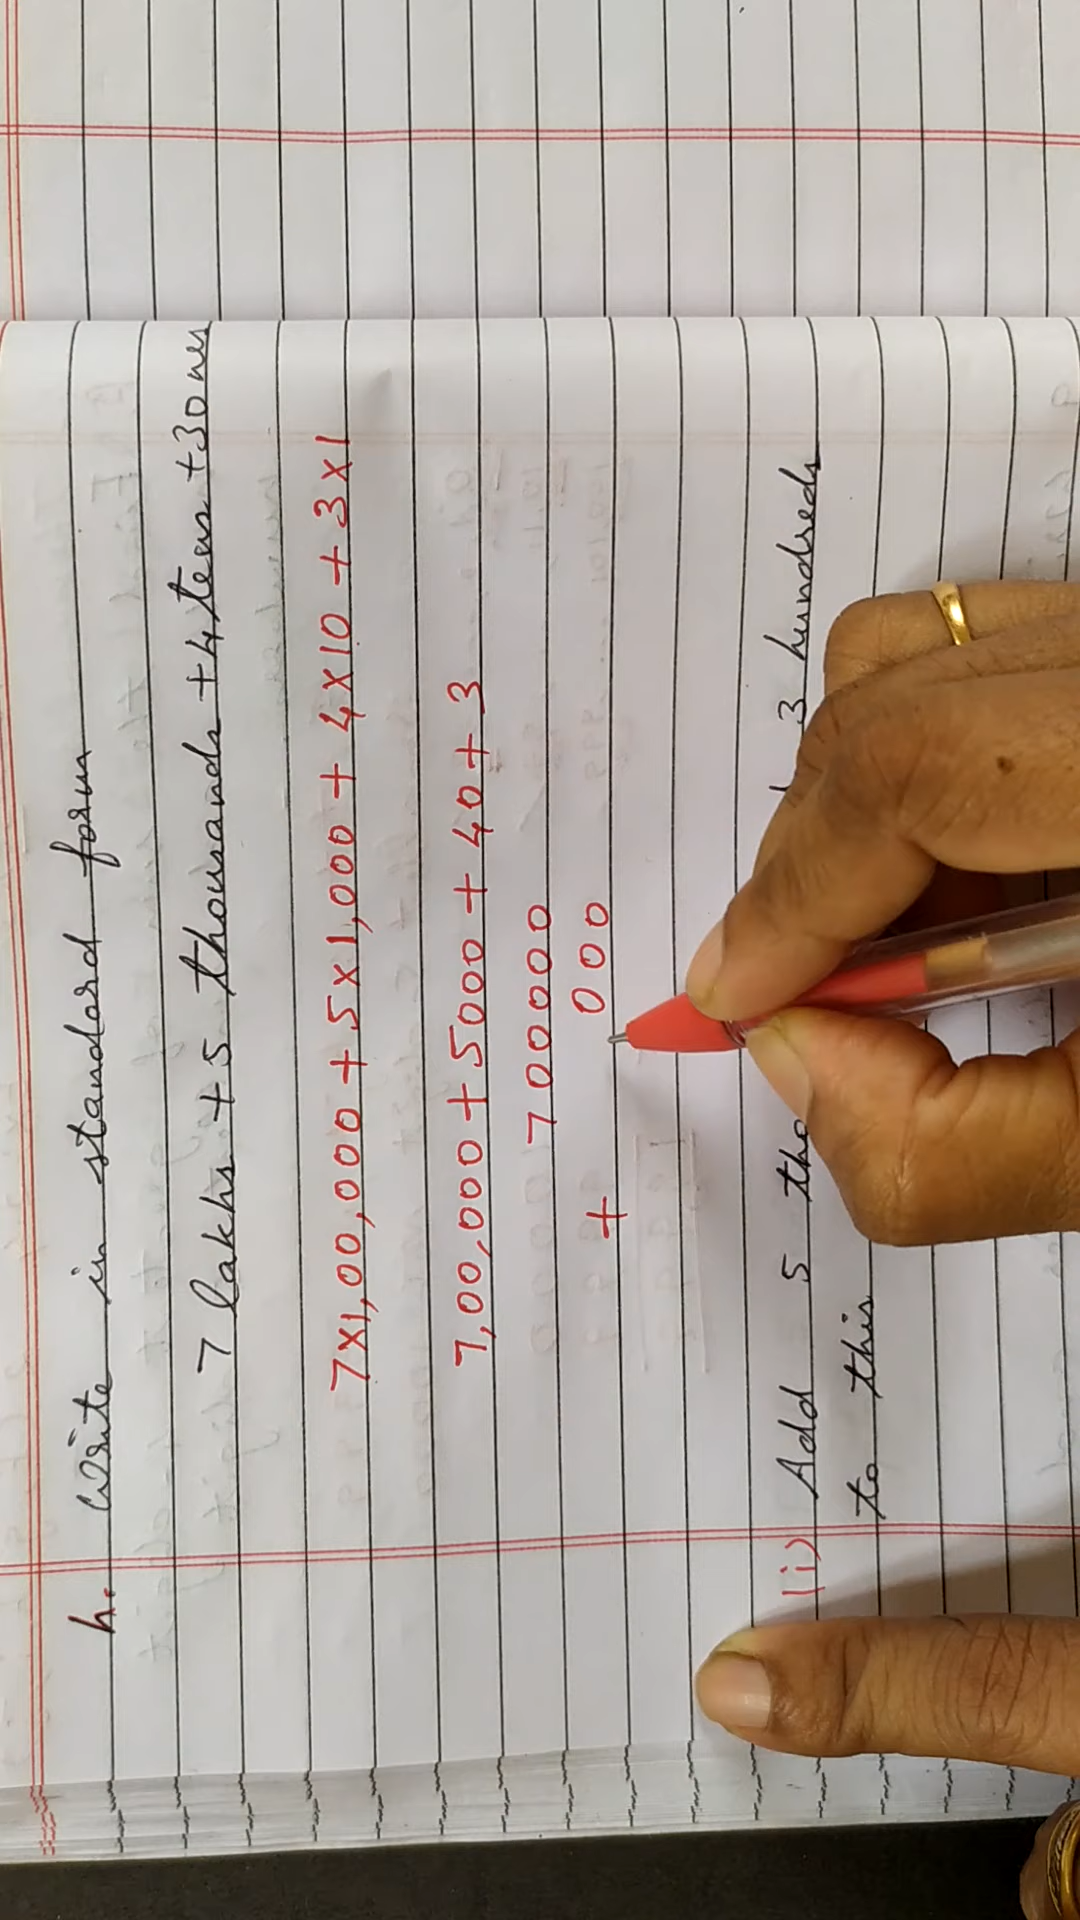 h. Write in standard form
7 lakhs + 5 thousands + 4 tens + 3 ones
7×1,00,000 + 5×1,000 + 4×10 + 3×1
7,00,000 + 5000 + 40 + 3
700000
+ 000
(i) Add 5 tho 3 hundreds
to this